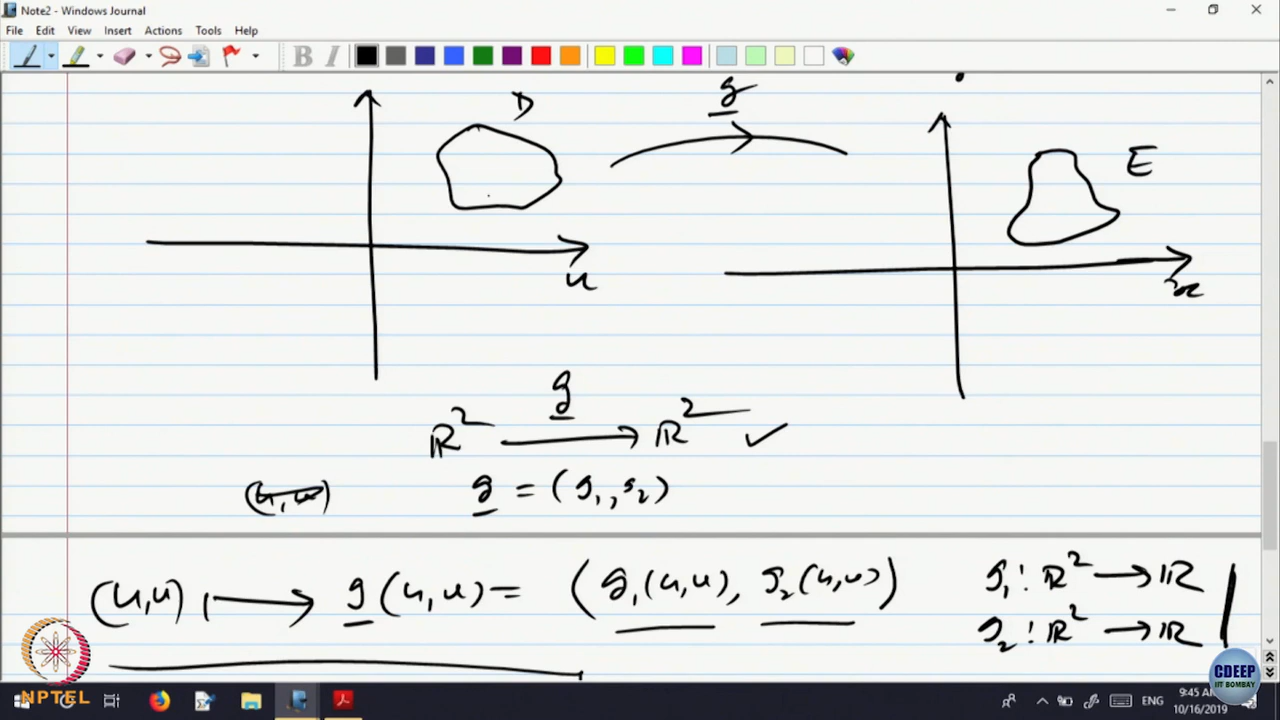 Note2 - Windows Journal
File Edit View Insert Actions Tools Help
B I
D
g
E
u
x
ℝ² g → ℝ² ✓
g = (g₁, g₂)
(u,v) ↦ g(u,v) = (g₁(u,v), g₂(u,v))
g₁ : ℝ² → ℝ
g₂ : ℝ² → ℝ
NPTEL
CDEEP
IIT BOMBAY
ENG
9:45 AM
10/16/2019